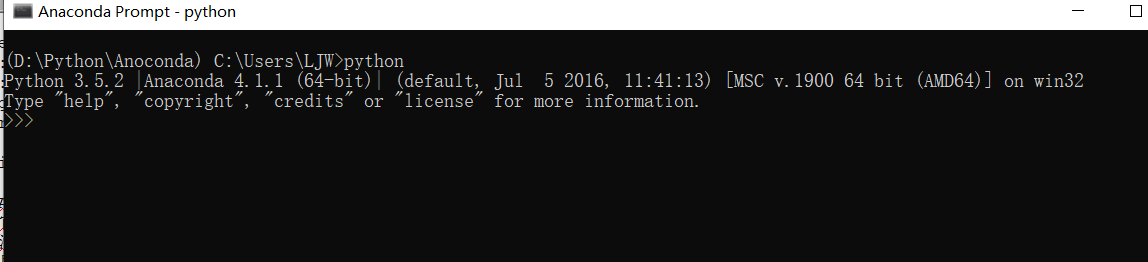 Anaconda Prompt - python
(D:\Python\Anoconda) C:\Users\LJW>python
Python 3.5.2 |Anaconda 4.1.1 (64-bit)| (default, Jul  5 2016, 11:41:13) [MSC v.1900 64 bit (AMD64)] on win32
Type "help", "copyright", "credits" or "license" for more information.
>>>